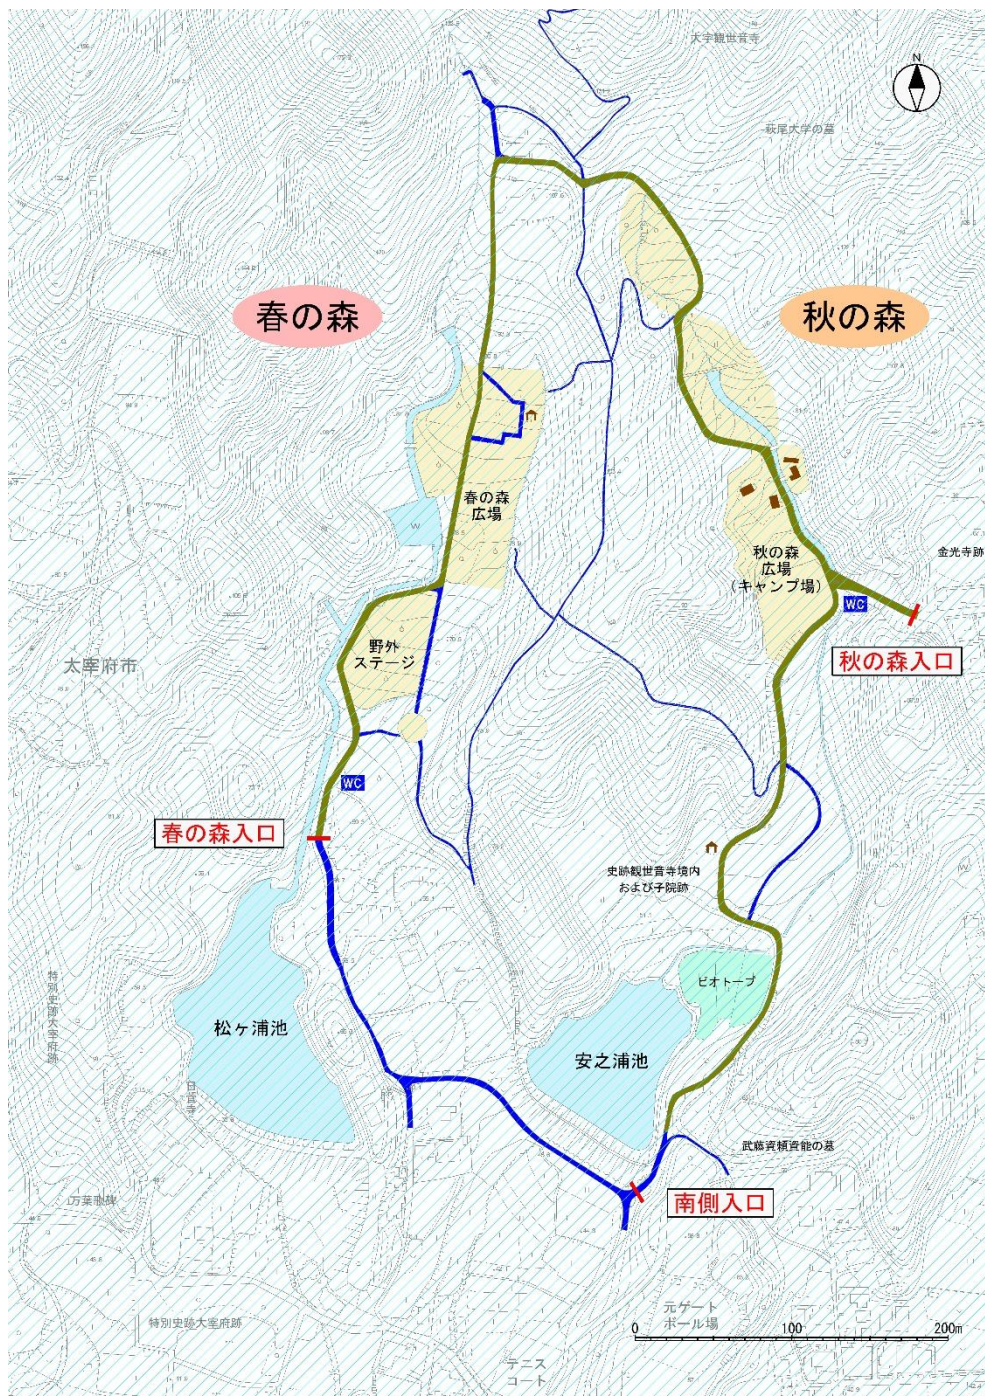 大字観世音寺
N
萩尾大学の墓
春の森
秋の森
春の森
広場
W
秋の森
広場
(キャンプ場)
金光寺跡
WC
秋の森入口
野外
ステージ
太宰府市
WC
春の森入口
史跡観世音寺境内
および子院跡
W
ビオトープ
特別史跡大宰府跡
松ヶ浦池
安之浦池
武藤資頼資能の墓
万葉歌碑
南側入口
元ゲート
ボール場
特別史跡大宰府跡
0 100 200m
テニス
コート